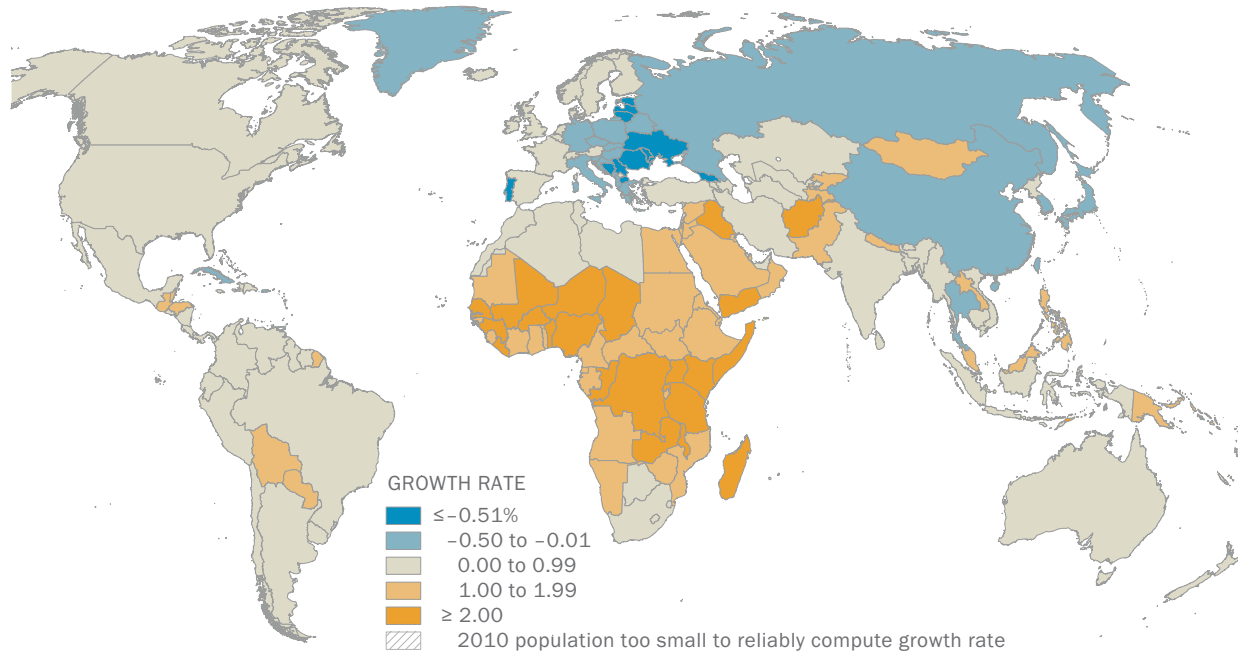 GROWTH RATE
≤–0.51%
–0.50 to –0.01
0.00 to 0.99
1.00 to 1.99
≥ 2.00
2010 population too small to reliably compute growth rate